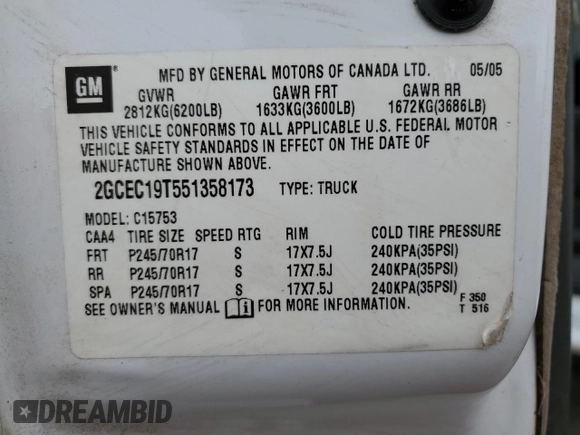 GM ® MFD BY GENERAL MOTORS OF CANADA LTD. 05/05
GVWR GAWR FRT GAWR RR
2812KG(6200LB) 1633KG(3600LB) 1672KG(3686LB)
THIS VEHICLE CONFORMS TO ALL APPLICABLE U.S. FEDERAL MOTOR
VEHICLE SAFETY STANDARDS IN EFFECT ON THE DATE OF
MANUFACTURE SHOWN ABOVE.
2GCEC19T551358173 TYPE: TRUCK
MODEL: C15753
CAA4 TIRE SIZE SPEED RTG RIM COLD TIRE PRESSURE
FRT P245/70R17 S 17X7.5J 240KPA(35PSI)
RR P245/70R17 S 17X7.5J 240KPA(35PSI)
SPA P245/70R17 S 17X7.5J 240KPA(35PSI)
SEE OWNER'S MANUAL FOR MORE INFORMATION.
F 350
T 516
DREAMBID